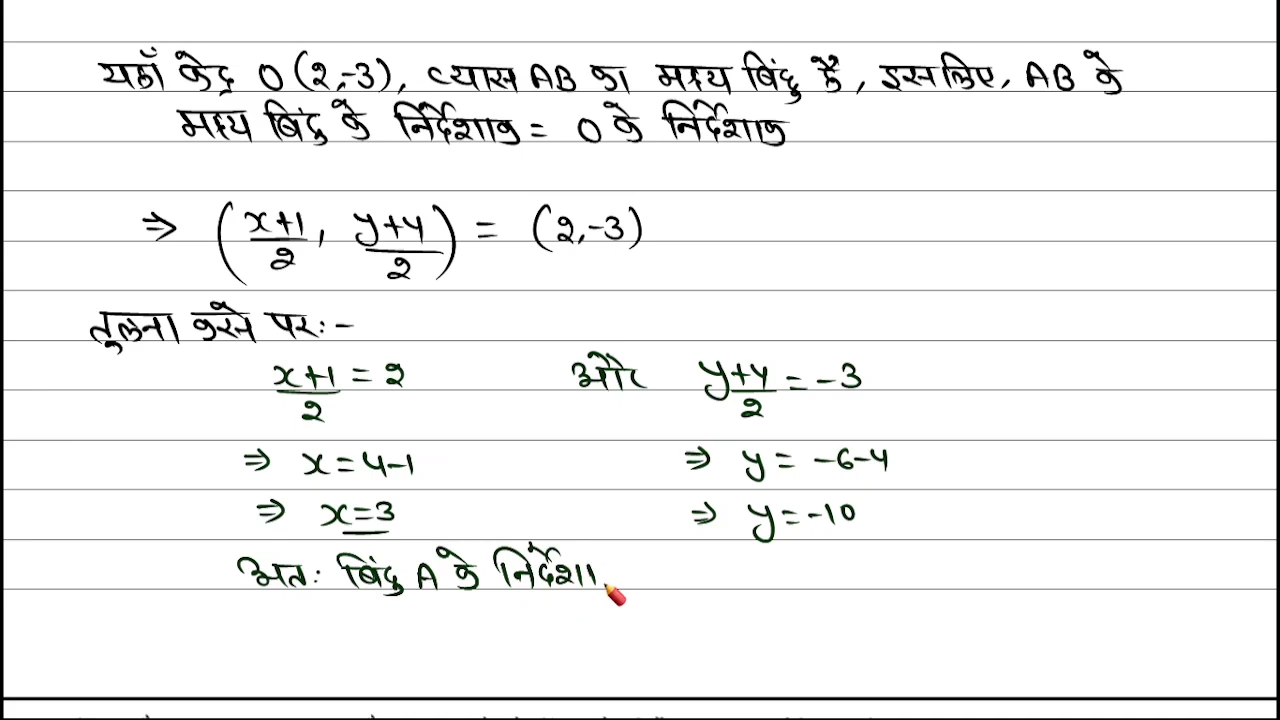 यहाँ केंद्र O (2,-3), व्यास AB का मध्य बिंदु है, इसलिए, AB के
मध्य बिंदु के निर्देशांक = O के निर्देशांक
⇒ (x+1/2, y+4/2) = (2,-3)
तुलना करने पर:-
x+1/2 = 2 और y+4/2 = -3
⇒ x = 4-1 ⇒ y = -6-4
⇒ x=3 ⇒ y = -10
अत: बिंदु A के निर्देशा